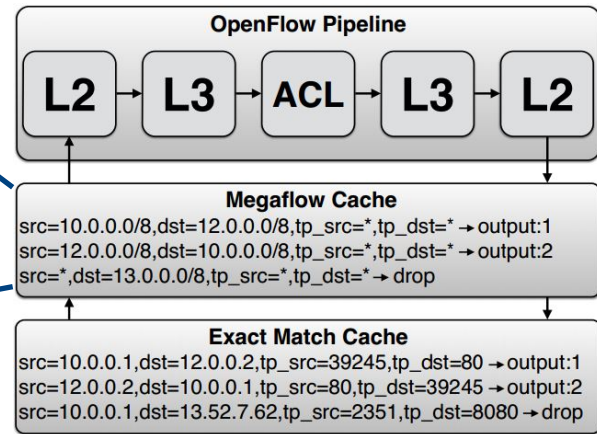 OpenFlow Pipeline
L2 → L3 → ACL → L3 → L2
Megaflow Cache
src=10.0.0.0/8,dst=12.0.0.0/8,tp_src=*,tp_dst=* → output:1
src=12.0.0.0/8,dst=10.0.0.0/8,tp_src=*,tp_dst=* → output:2
src=*,dst=13.0.0.0/8,tp_src=*,tp_dst=* → drop
Exact Match Cache
src=10.0.0.1,dst=12.0.0.2,tp_src=39245,tp_dst=80 → output:1
src=12.0.0.2,dst=10.0.0.1,tp_src=80,tp_dst=39245 → output:2
src=10.0.0.1,dst=13.52.7.62,tp_src=2351,tp_dst=8080 → drop